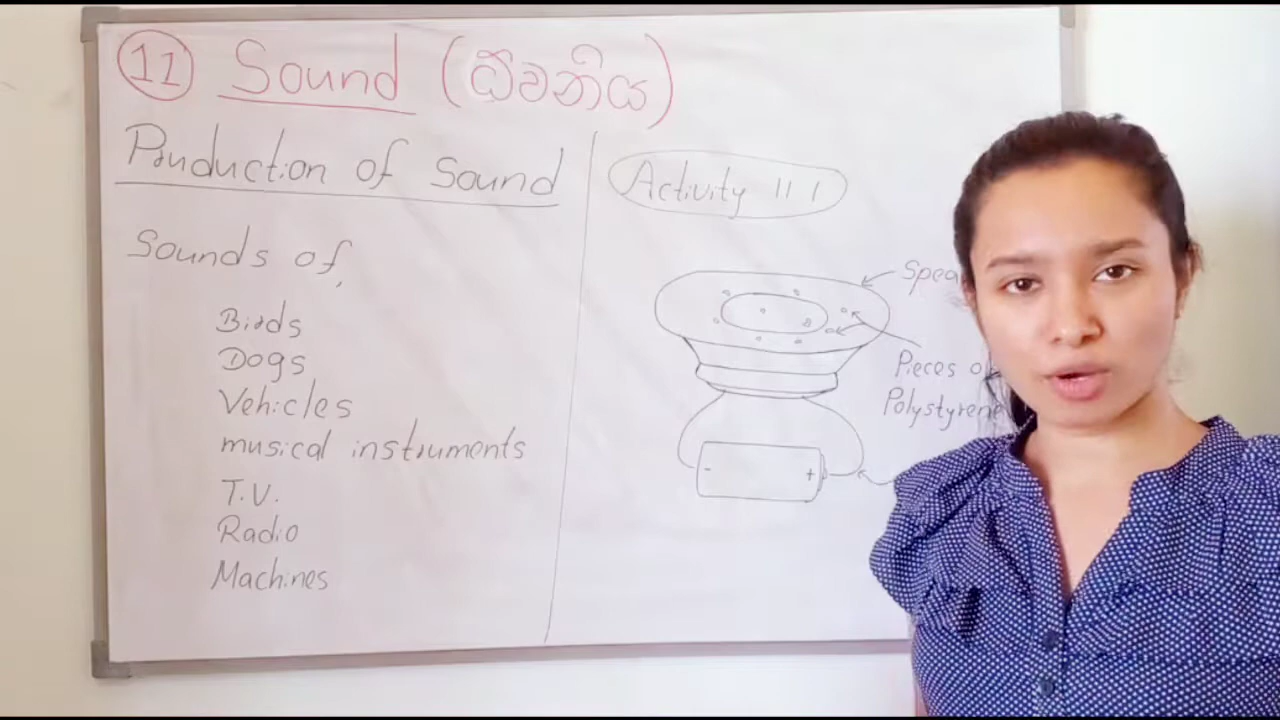 11 Sound (ධ්වනිය)
Production of Sound
Sounds of,
Birds
Dogs
Vehicles
musical instruments
T.V.
Radio
Machines
Activity 11 1
Pieces
Polystyrene
- +